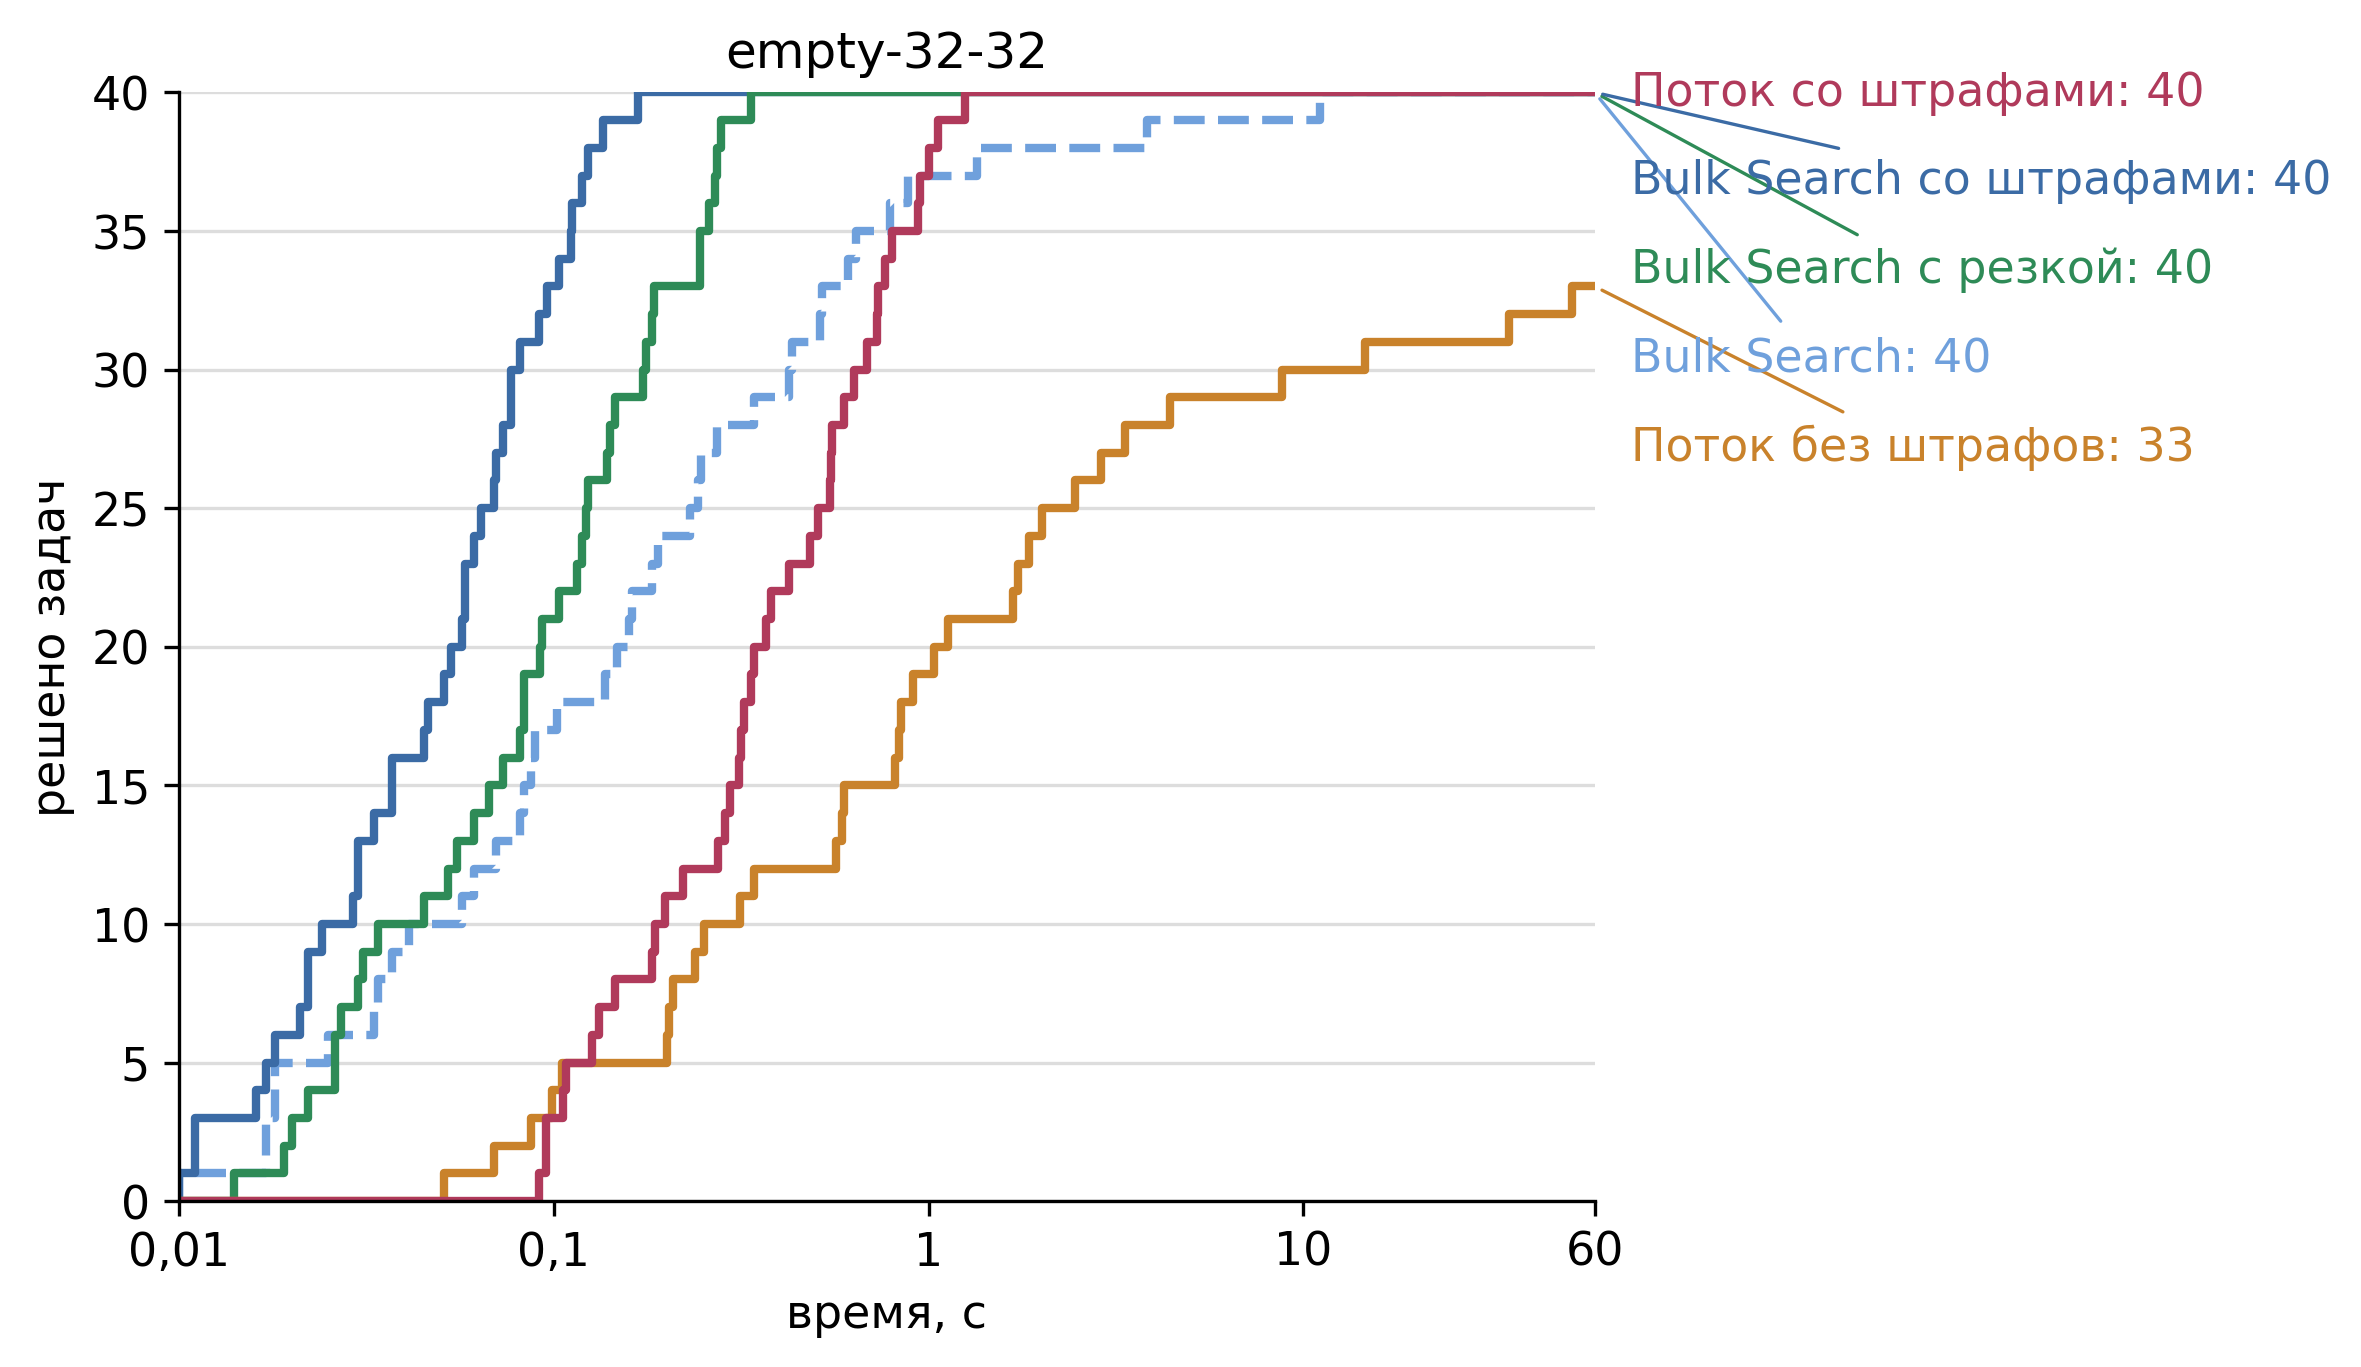 empty-32-32
решено задач
40
35
30
25
20
15
10
5
0
0,01
0,1
1
10
60
время, с
Поток со штрафами: 40
Bulk Search со штрафами: 40
Bulk Search с резкой: 40
Bulk Search: 40
Поток без штрафов: 33